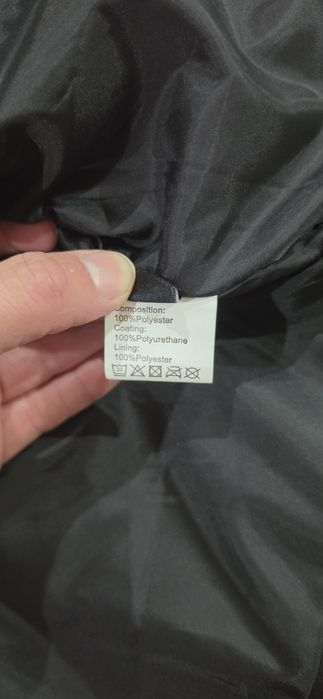 Composition:
100%Polyester
Coating:
100%Polyurethane
Lining:
100%Polyester